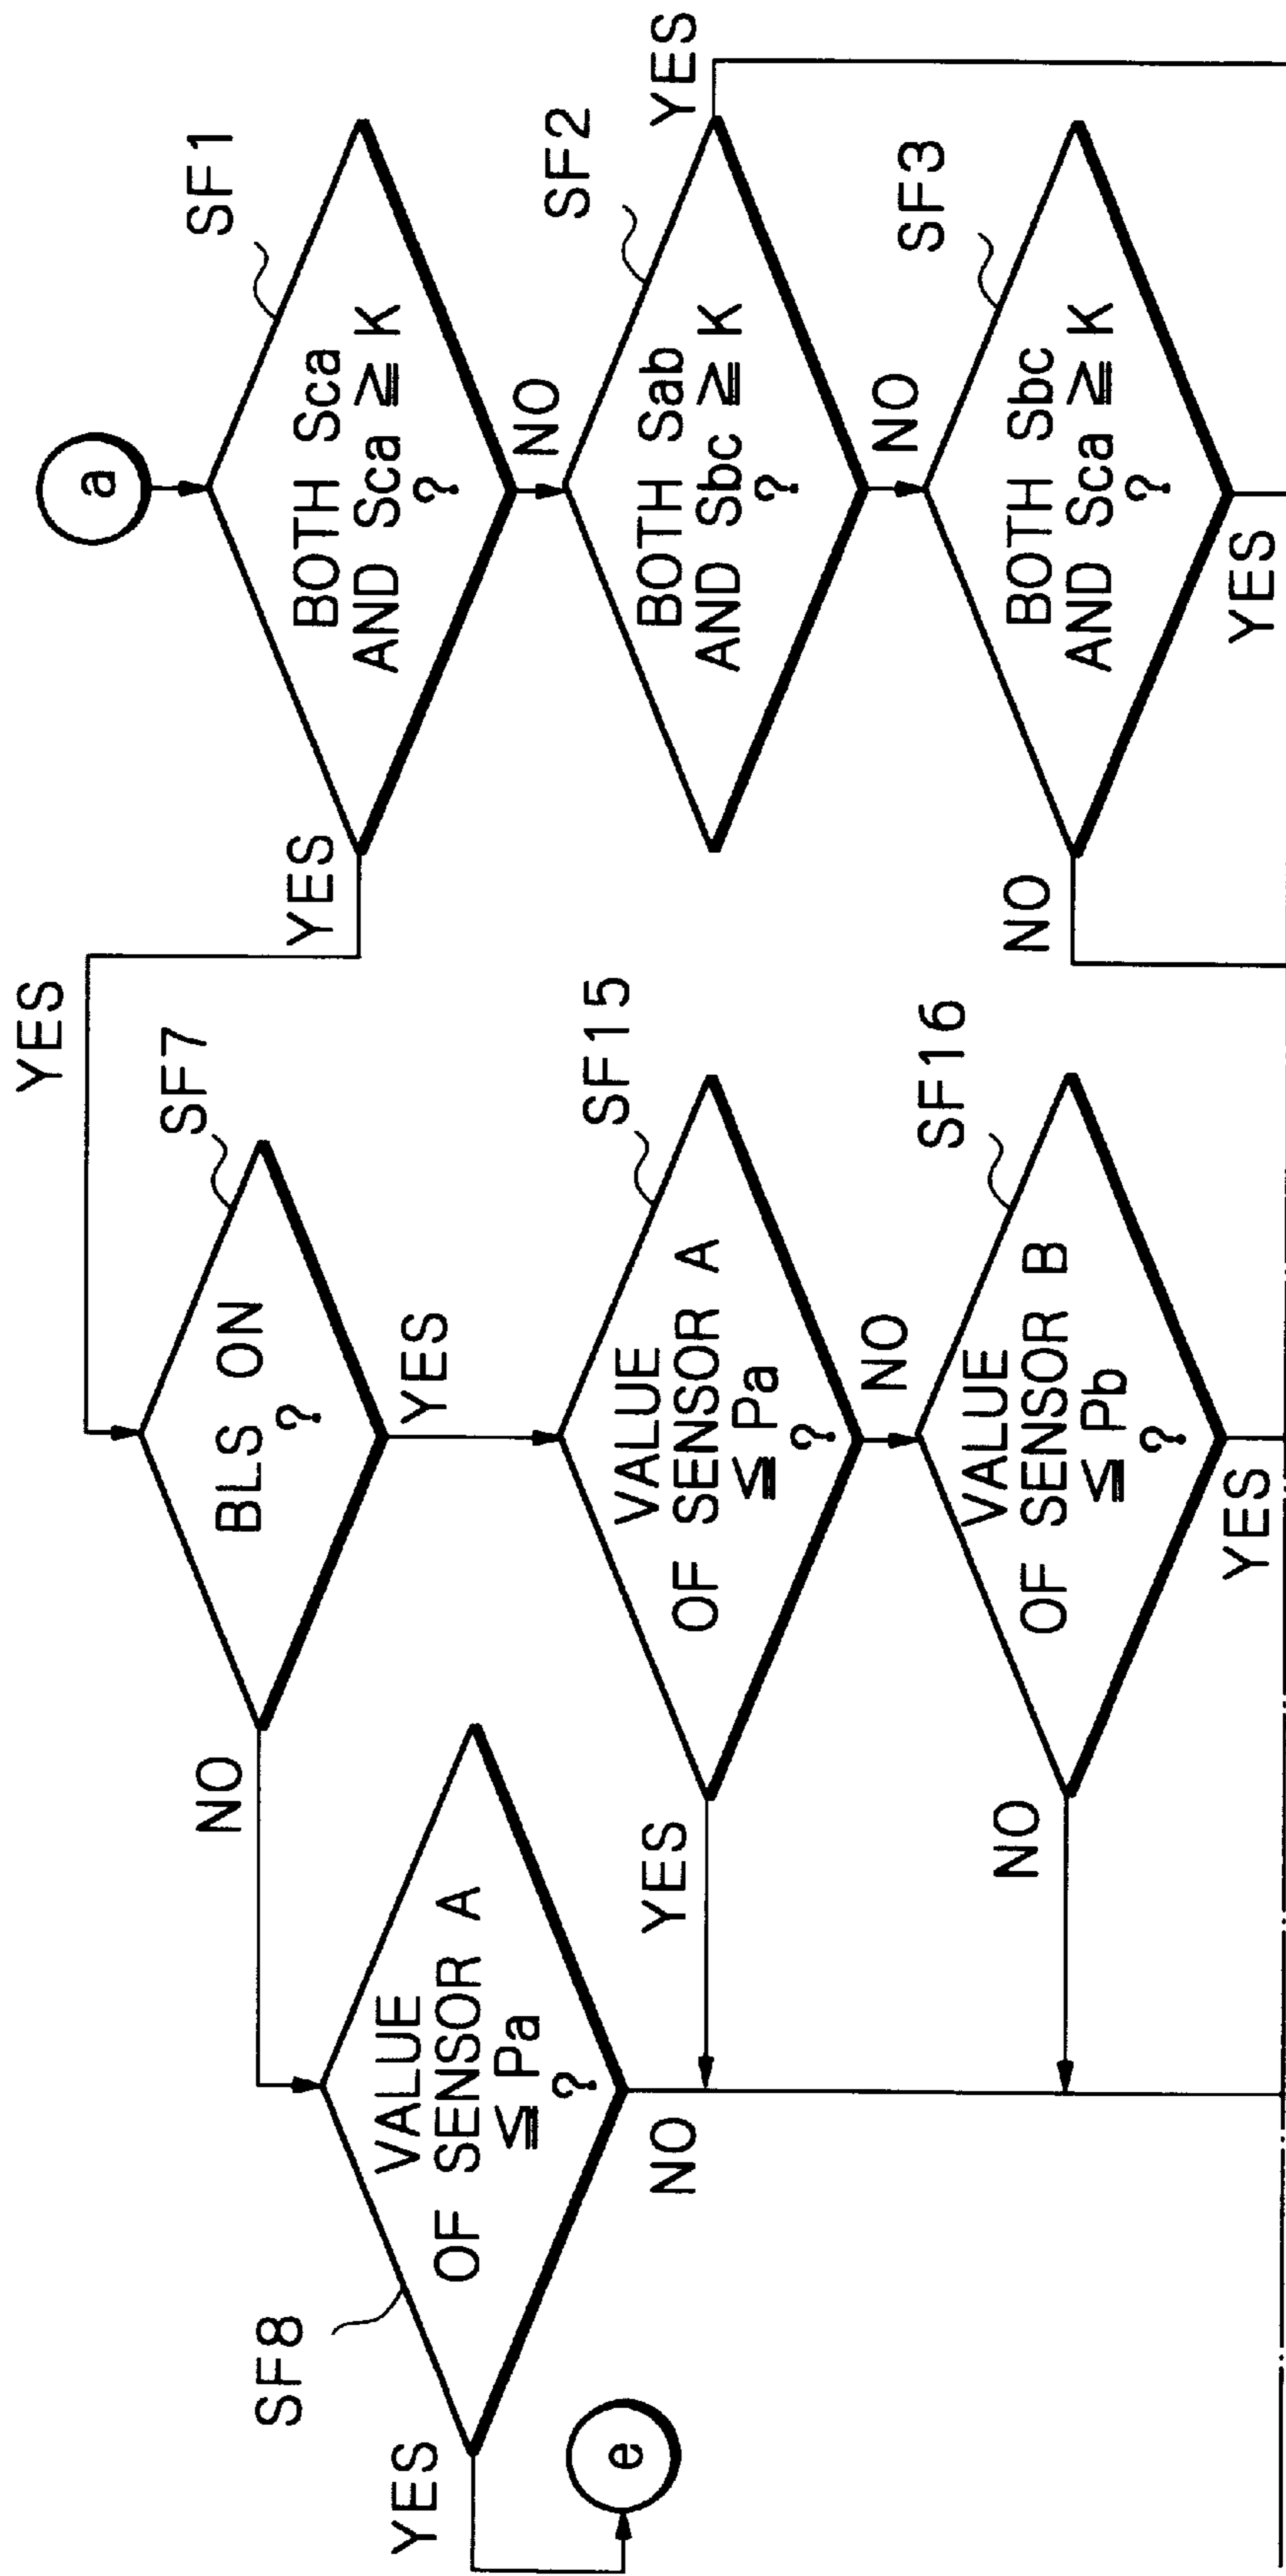 a
SF1
BOTH Sca
AND Sca ≧ K
?
YES
NO
YES
SF2
BOTH Sab
AND Sbc ≧ K
?
YES
NO
SF3
BOTH Sbc
AND Sca ≧ K
?
NO
YES
SF7
BLS ON
?
NO
YES
SF15
VALUE
OF SENSOR A
≦ Pa
?
YES
NO
SF16
VALUE
OF SENSOR B
≦ Pb
?
NO
YES
SF8
VALUE
OF SENSOR A
≦ Pa
?
YES
NO
e